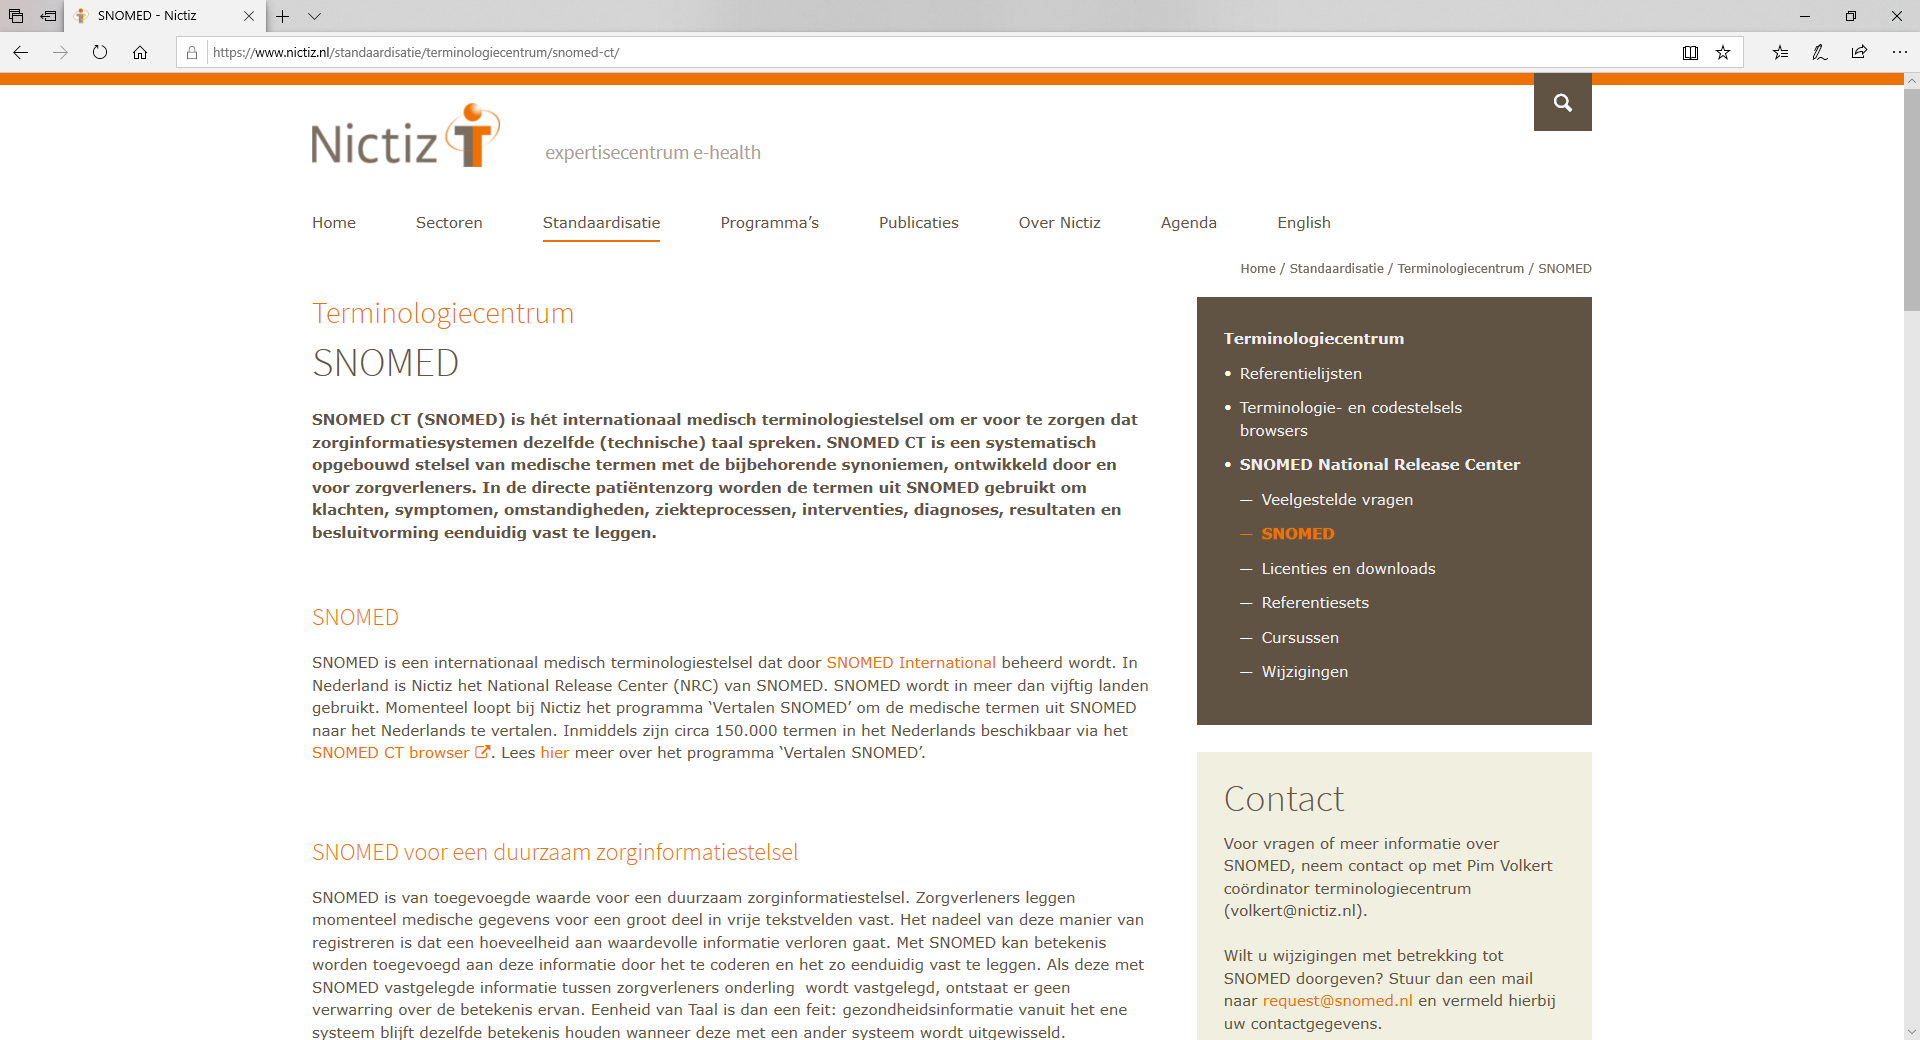 SNOMED - Nictiz
https://www.nictiz.nl/standaardisatie/terminologiecentrum/snomed-ct/
Nictiz
expertisecentrum e-health
Home Sectoren Standaardisatie Programma’s Publicaties Over Nictiz Agenda English
Home / Standaardisatie / Terminologiecentrum / SNOMED
Terminologiecentrum
SNOMED
SNOMED CT (SNOMED) is hét internationaal medisch terminologiestelsel om er voor te zorgen dat
zorginformatiesystemen dezelfde (technische) taal spreken. SNOMED CT is een systematisch
opgebouwd stelsel van medische termen met de bijbehorende synoniemen, ontwikkeld door en
voor zorgverleners. In de directe patiëntenzorg worden de termen uit SNOMED gebruikt om
klachten, symptomen, omstandigheden, ziekteprocessen, interventies, diagnoses, resultaten en
besluitvorming eenduidig vast te leggen.
SNOMED
SNOMED is een internationaal medisch terminologiestelsel dat door SNOMED International beheerd wordt. In
Nederland is Nictiz het National Release Center (NRC) van SNOMED. SNOMED wordt in meer dan vijftig landen
gebruikt. Momenteel loopt bij Nictiz het programma ‘Vertalen SNOMED’ om de medische termen uit SNOMED
naar het Nederlands te vertalen. Inmiddels zijn circa 150.000 termen in het Nederlands beschikbaar via het
SNOMED CT browser. Lees hier meer over het programma ‘Vertalen SNOMED’.
SNOMED voor een duurzaam zorginformatiestelsel
SNOMED is van toegevoegde waarde voor een duurzaam zorginformatiestelsel. Zorgverleners leggen
momenteel medische gegevens voor een groot deel in vrije tekstvelden vast. Het nadeel van deze manier van
registreren is dat een hoeveelheid aan waardevolle informatie verloren gaat. Met SNOMED kan betekenis
worden toegevoegd aan deze informatie door het te coderen en het zo eenduidig vast te leggen. Als deze met
SNOMED vastgelegde informatie tussen zorgverleners onderling wordt vastgelegd, ontstaat er geen
verwarring over de betekenis ervan. Eenheid van Taal is dan een feit: gezondheidsinformatie vanuit het ene
systeem blijft dezelfde betekenis houden wanneer deze met een ander systeem wordt uitgewisseld.
Terminologiecentrum
• Referentielijsten
• Terminologie- en codestelsels
browsers
• SNOMED National Release Center
— Veelgestelde vragen
— SNOMED
— Licenties en downloads
— Referentiesets
— Cursussen
— Wijzigingen
Contact
Voor vragen of meer informatie over
SNOMED, neem contact op met Pim Volkert
coördinator terminologiecentrum
(volkert@nictiz.nl).
Wilt u wijzigingen met betrekking tot
SNOMED doorgeven? Stuur dan een mail
naar request@snomed.nl en vermeld hierbij
uw contactgegevens.